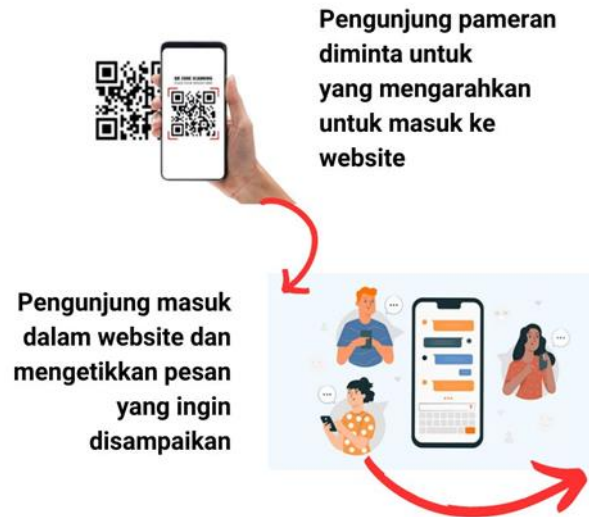 Pengunjung pameran
diminta untuk
yang mengarahkan
untuk masuk ke
website
Pengunjung masuk
dalam website dan
mengetikkan pesan
yang ingin
disampaikan